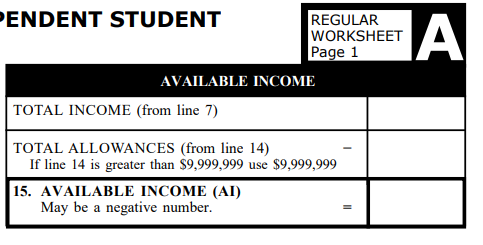 PENDENT STUDENT
REGULAR
WORKSHEET
Page 1
A
AVAILABLE INCOME
TOTAL INCOME (from line 7)
TOTAL ALLOWANCES (from line 14) –
If line 14 is greater than $9,999,999 use $9,999,999
15. AVAILABLE INCOME (AI)
May be a negative number. =